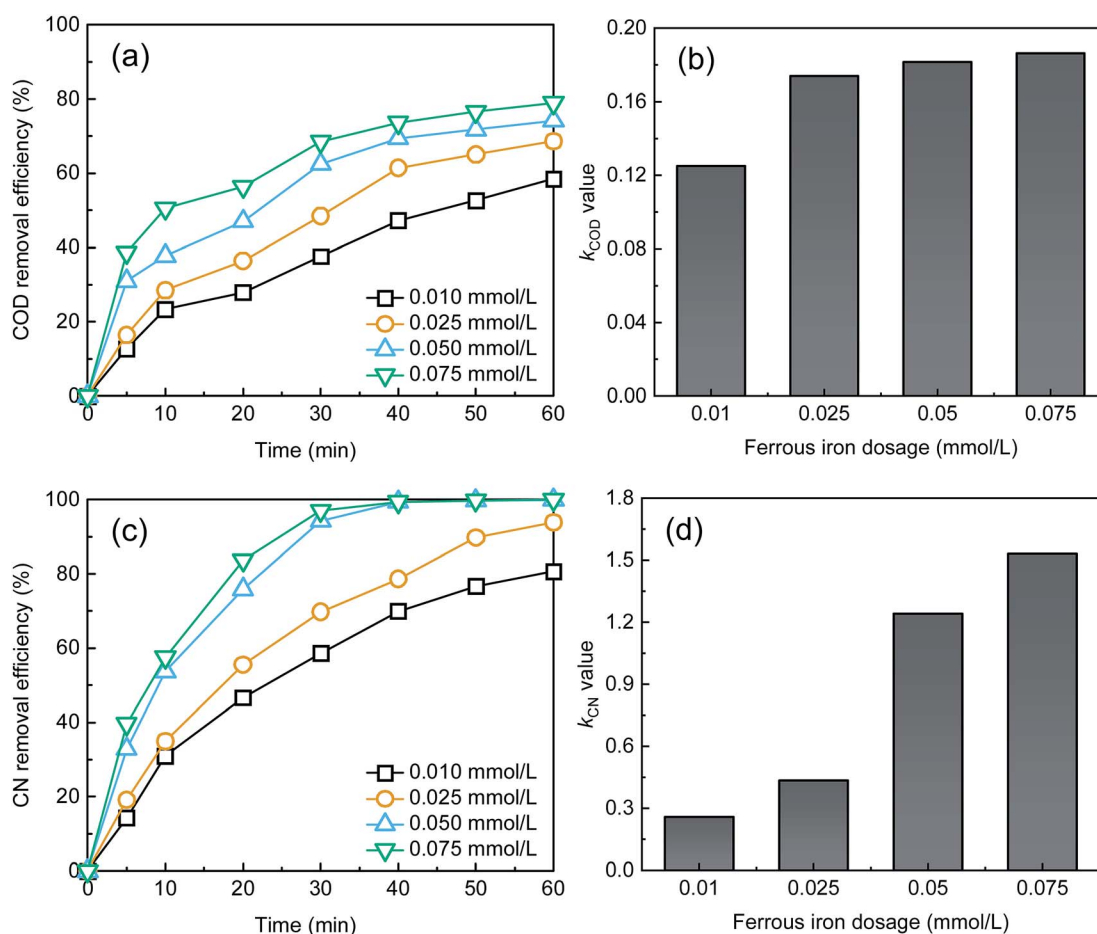 (a)
COD removal efficiency (%)
100
80
60
40
20
0
0 10 20 30 40 50 60
Time (min)
0.010 mmol/L
0.025 mmol/L
0.050 mmol/L
0.075 mmol/L
(b)
kCOD value
0.20
0.16
0.12
0.08
0.04
0.00
0.01 0.025 0.05 0.075
Ferrous iron dosage (mmol/L)
(c)
CN removal efficiency (%)
100
80
60
40
20
0
0 10 20 30 40 50 60
Time (min)
0.010 mmol/L
0.025 mmol/L
0.050 mmol/L
0.075 mmol/L
(d)
kCN value
1.8
1.5
1.2
0.9
0.6
0.3
0.0
0.01 0.025 0.05 0.075
Ferrous iron dosage (mmol/L)